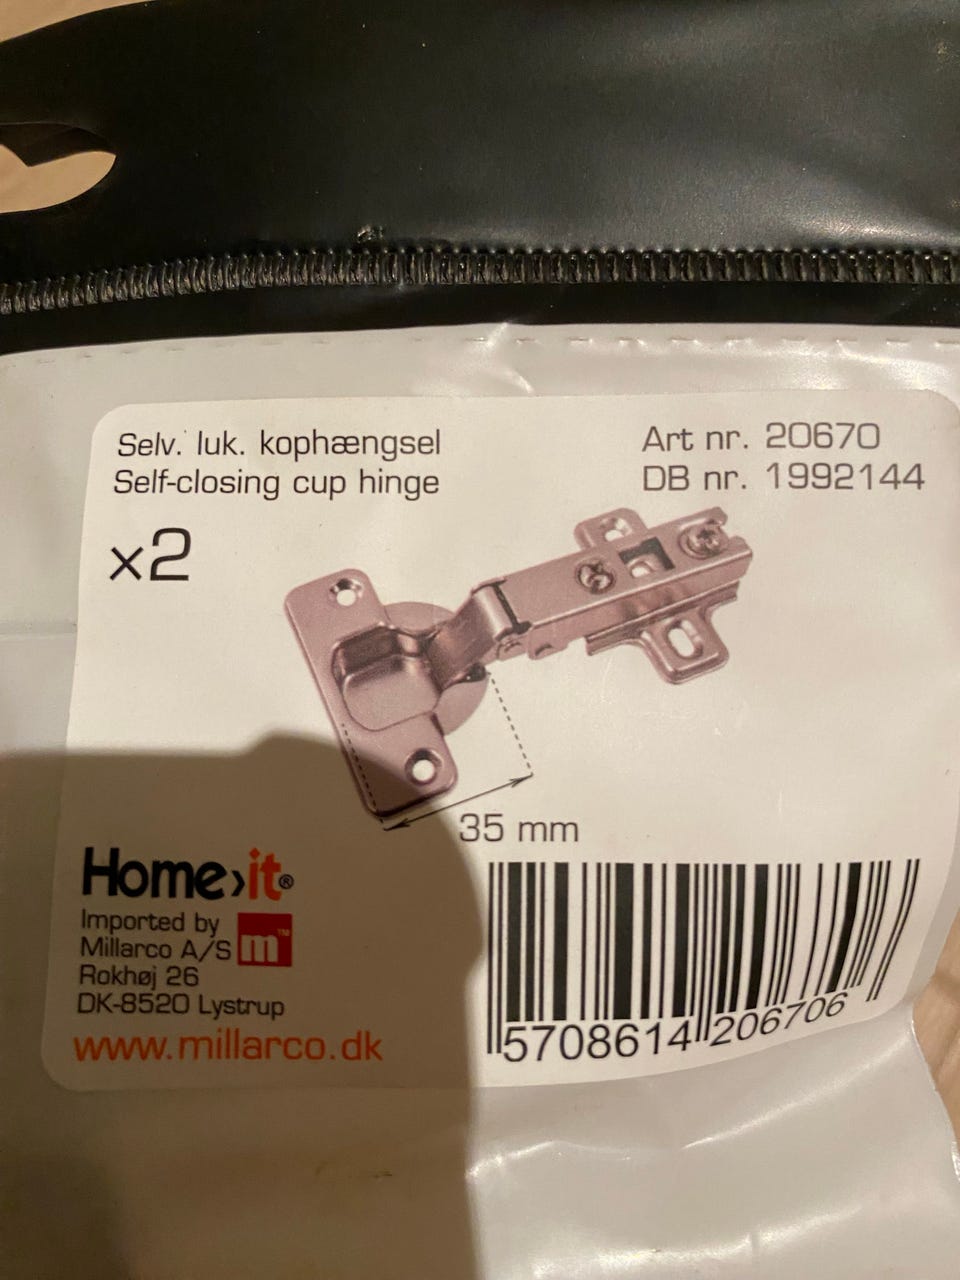 Selv. luk. kophængsel
Self-closing cup hinge
x2
Art nr. 20670
DB nr. 1992144
35 mm
Home›it®
Imported by
Millarco A/S
m™
Rokhøj 26
DK-8520 Lystrup
www.millarco.dk
5708614 206706